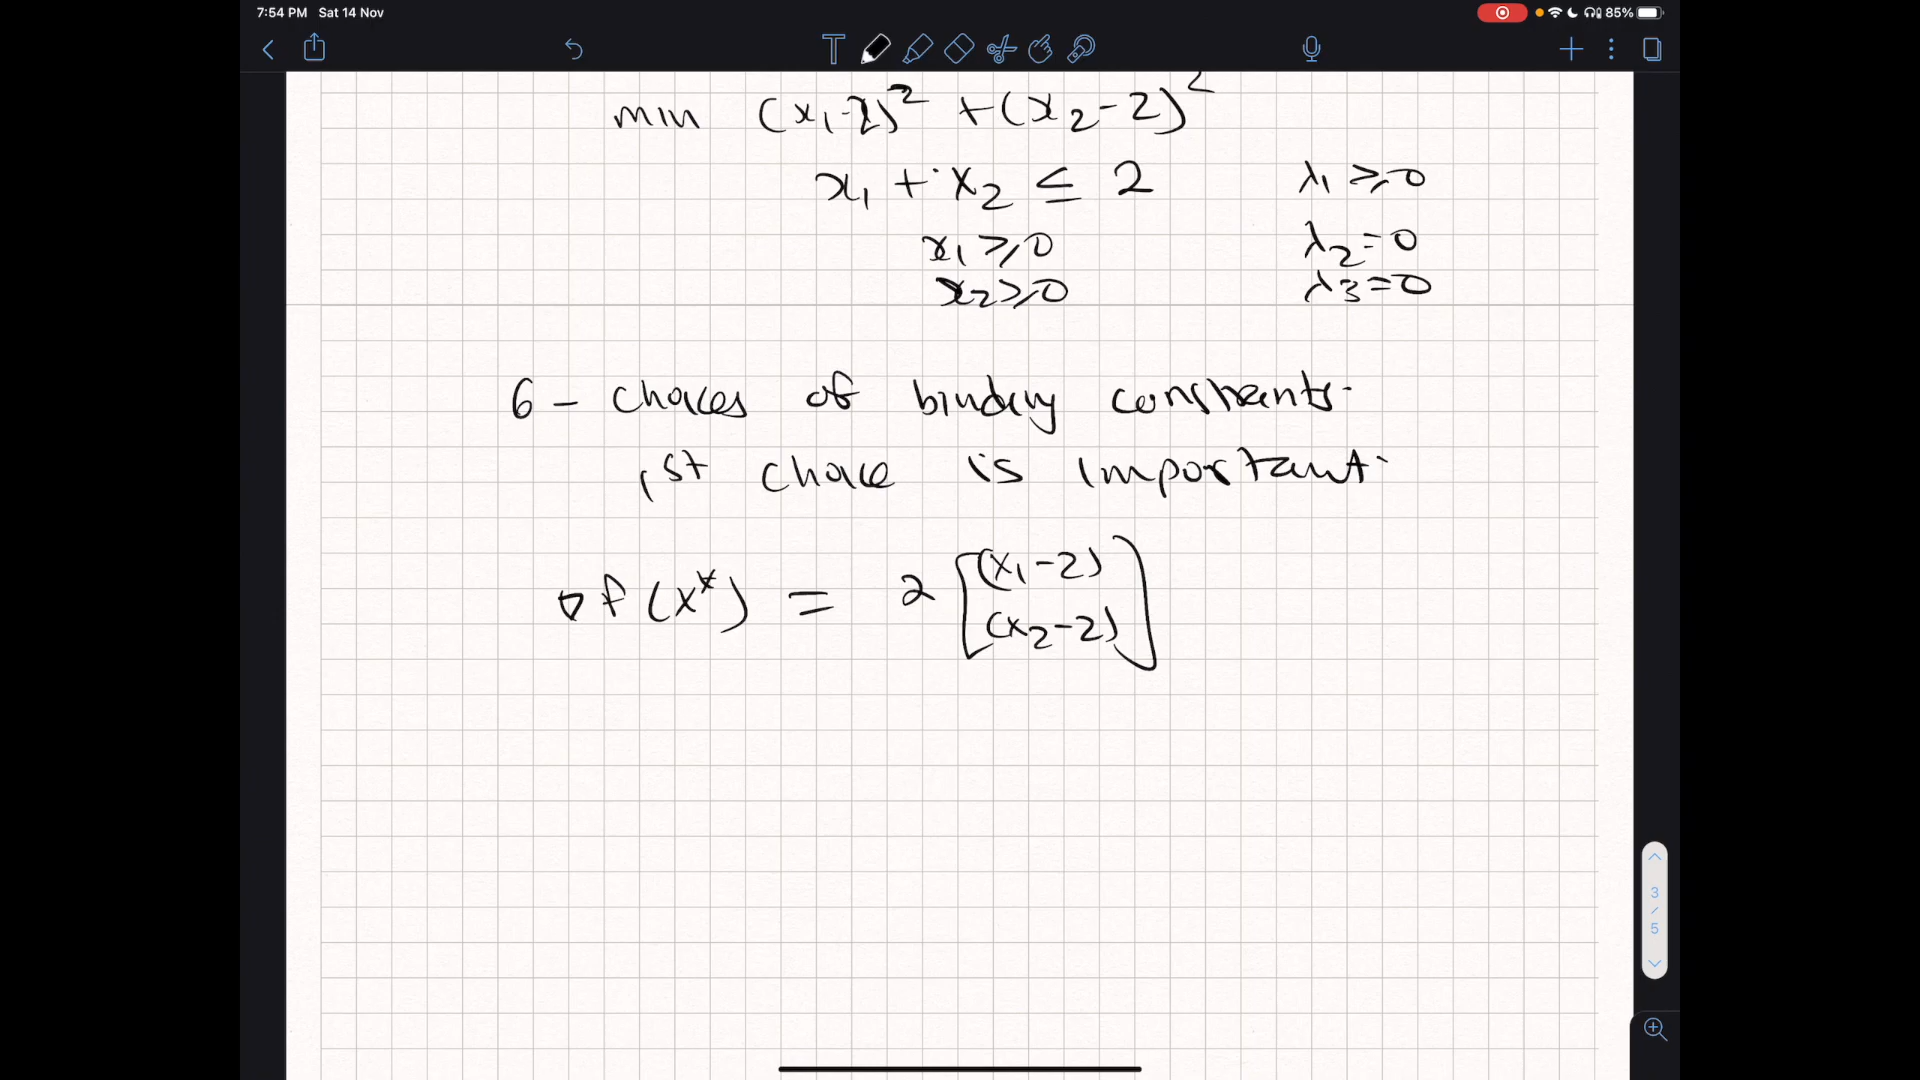 7:54 PM Sat 14 Nov
85%
min (x₁-2)² + (x₂-2)²
x₁ + x₂ ≤ 2 λ₁ ≥ 0
x₁ ≥ 0 λ₂ = 0
x₂ ≥ 0 λ₃ = 0
6 - choices of binding constraints.
1st choice is important.
∇f(x*) = 2 [(x₁-2)
(x₂-2)]
3
/
5